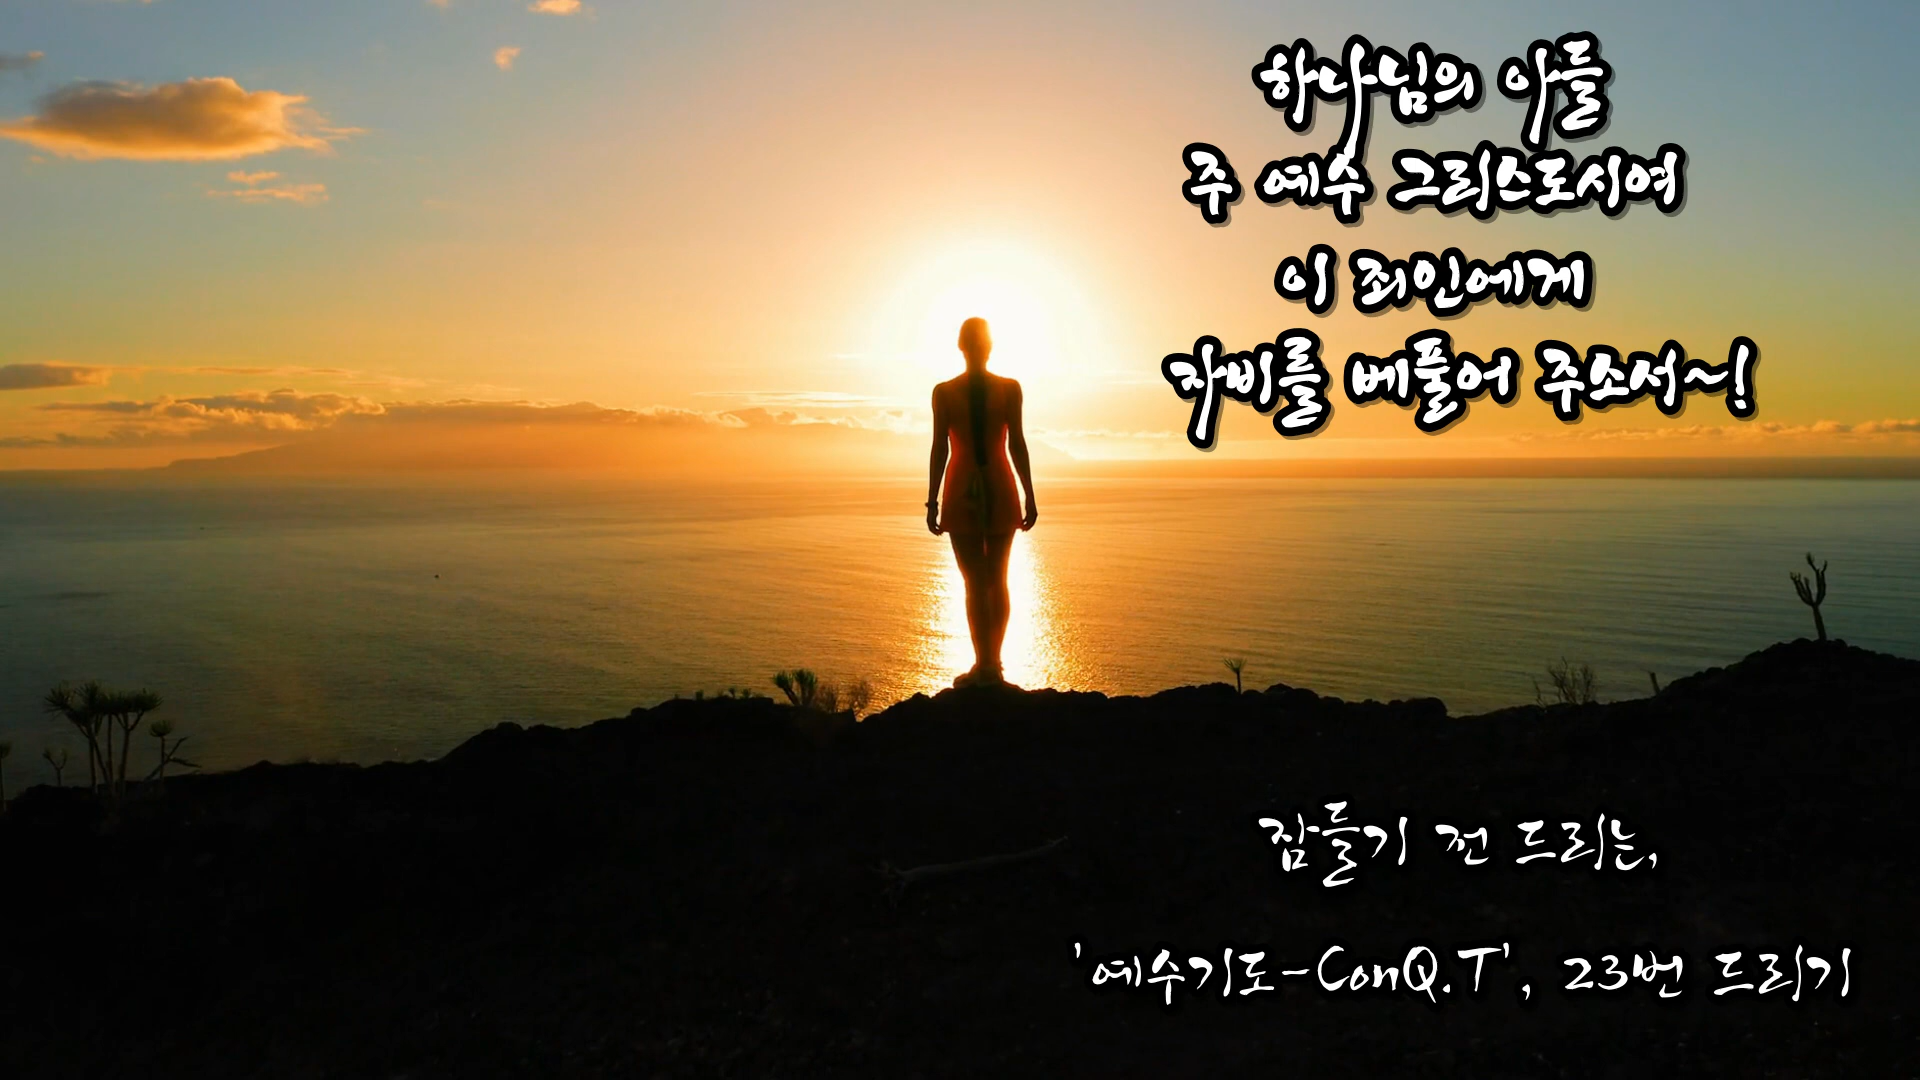 하나님의 아들
주 예수 그리스도시여
이 죄인에게
자비를 베풀어 주소서~!
잠들기 전 드리는,
'예수기도-ConQ.T', 23번 드리기